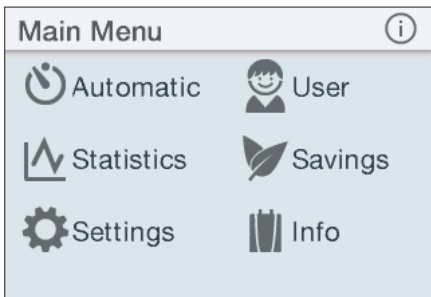 Main Menu i
Automatic User
Statistics Savings
Settings Info